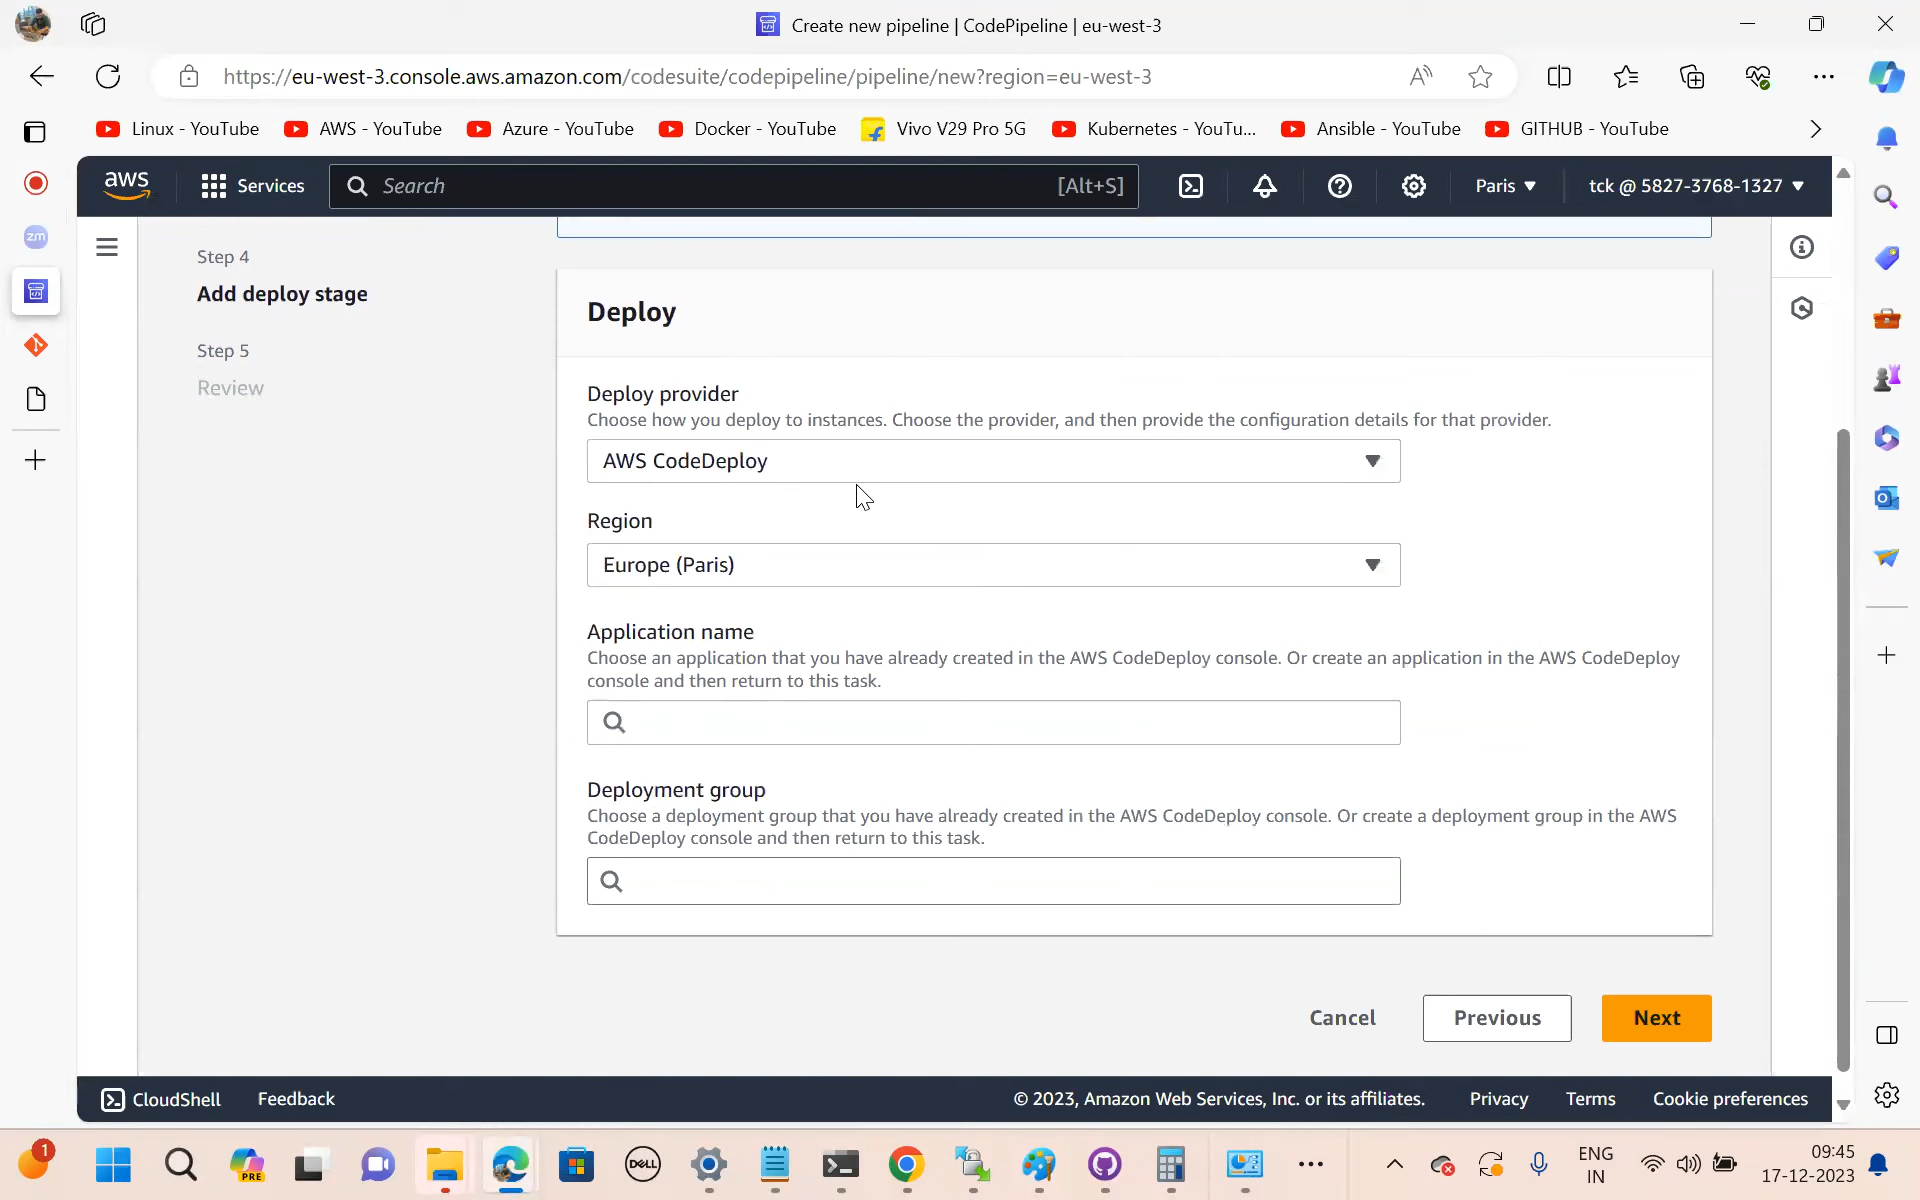 Create new pipeline | CodePipeline | eu-west-3
https://eu-west-3.console.aws.amazon.com/codesuite/codepipeline/pipeline/new?region=eu-west-3
Linux - YouTube
AWS - YouTube
Azure - YouTube
Docker - YouTube
Vivo V29 Pro 5G
Kubernetes - YouTu...
Ansible - YouTube
GITHUB - YouTube
aws
Services
Search
[Alt+S]
Paris
tck @ 5827-3768-1327
zm
Step 4
Add deploy stage
Step 5
Review
Deploy
Deploy provider
Choose how you deploy to instances. Choose the provider, and then provide the configuration details for that provider.
AWS CodeDeploy
Region
Europe (Paris)
Application name
Choose an application that you have already created in the AWS CodeDeploy console. Or create an application in the AWS CodeDeploy
console and then return to this task.
Deployment group
Choose a deployment group that you have already created in the AWS CodeDeploy console. Or create a deployment group in the AWS
CodeDeploy console and then return to this task.
Cancel
Previous
Next
CloudShell
Feedback
© 2023, Amazon Web Services, Inc. or its affiliates.
Privacy
Terms
Cookie preferences
1
PRE
DELL
ENG
IN
09:45
17-12-2023